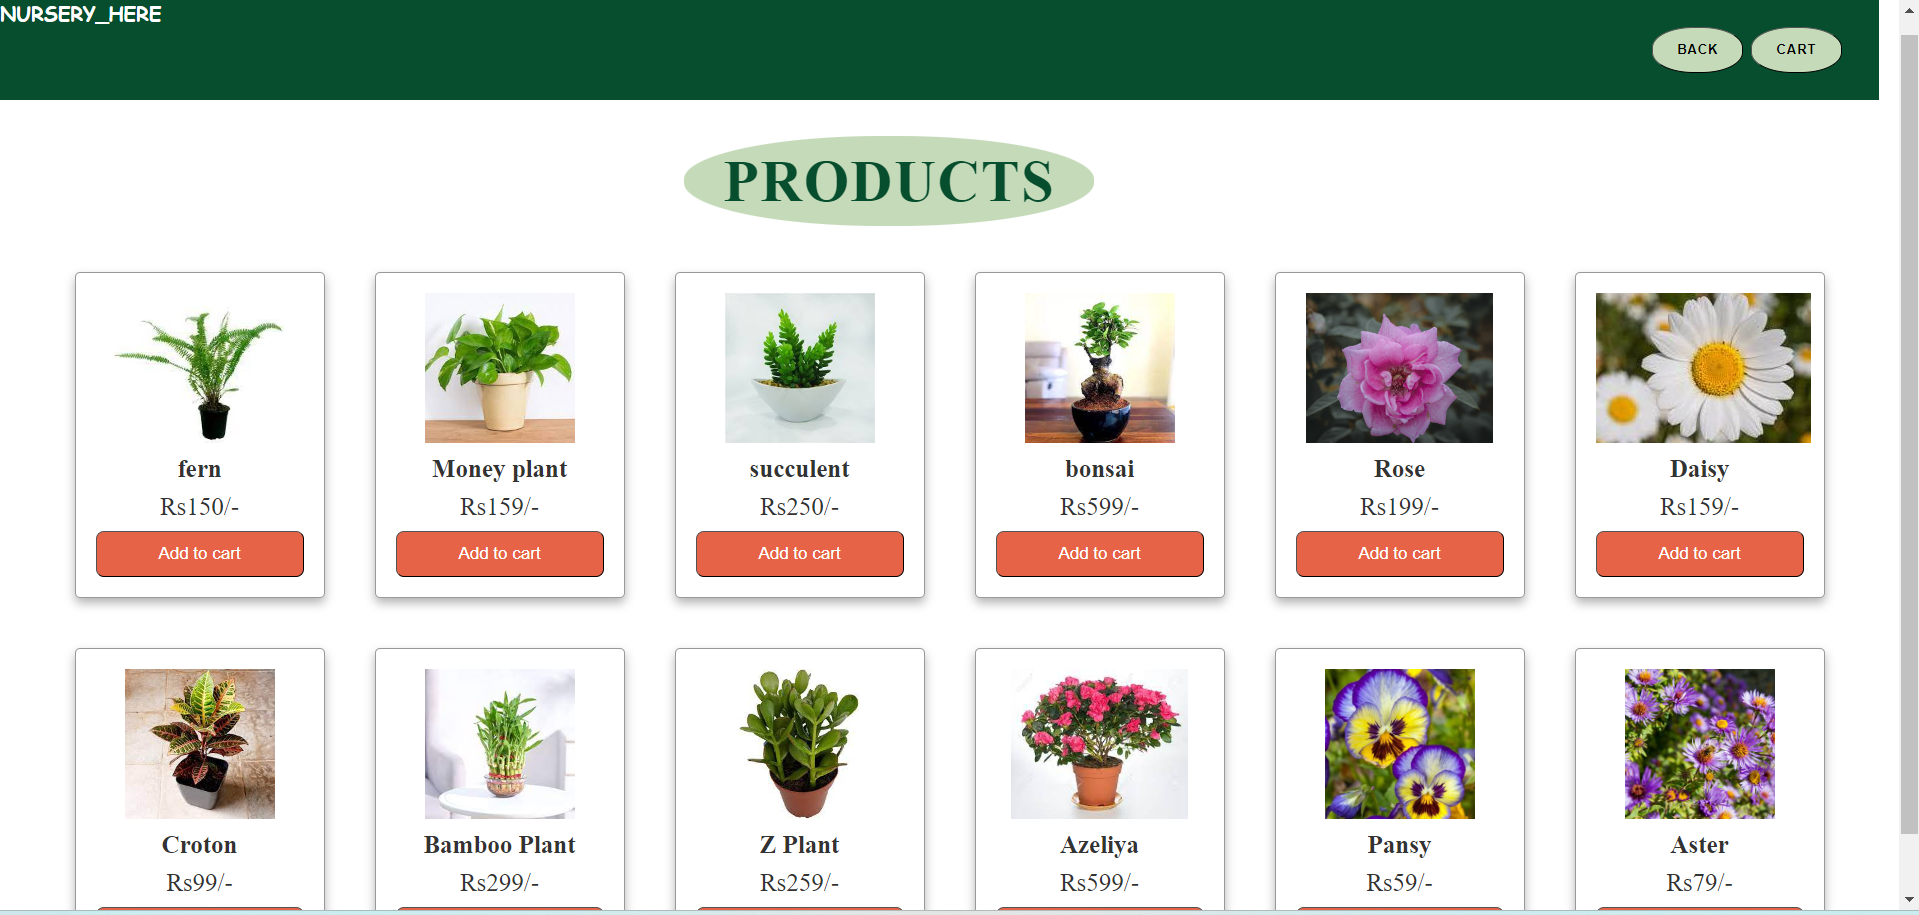 NURSERY_HERE
BACK CART
PRODUCTS
fern Money plant succulent bonsai Rose Daisy
Rs150/- Rs159/- Rs250/- Rs599/- Rs199/- Rs159/-
Add to cart Add to cart Add to cart Add to cart Add to cart Add to cart
Croton Bamboo Plant Z Plant Azeliya Pansy Aster
Rs99/- Rs299/- Rs259/- Rs599/- Rs59/- Rs79/-